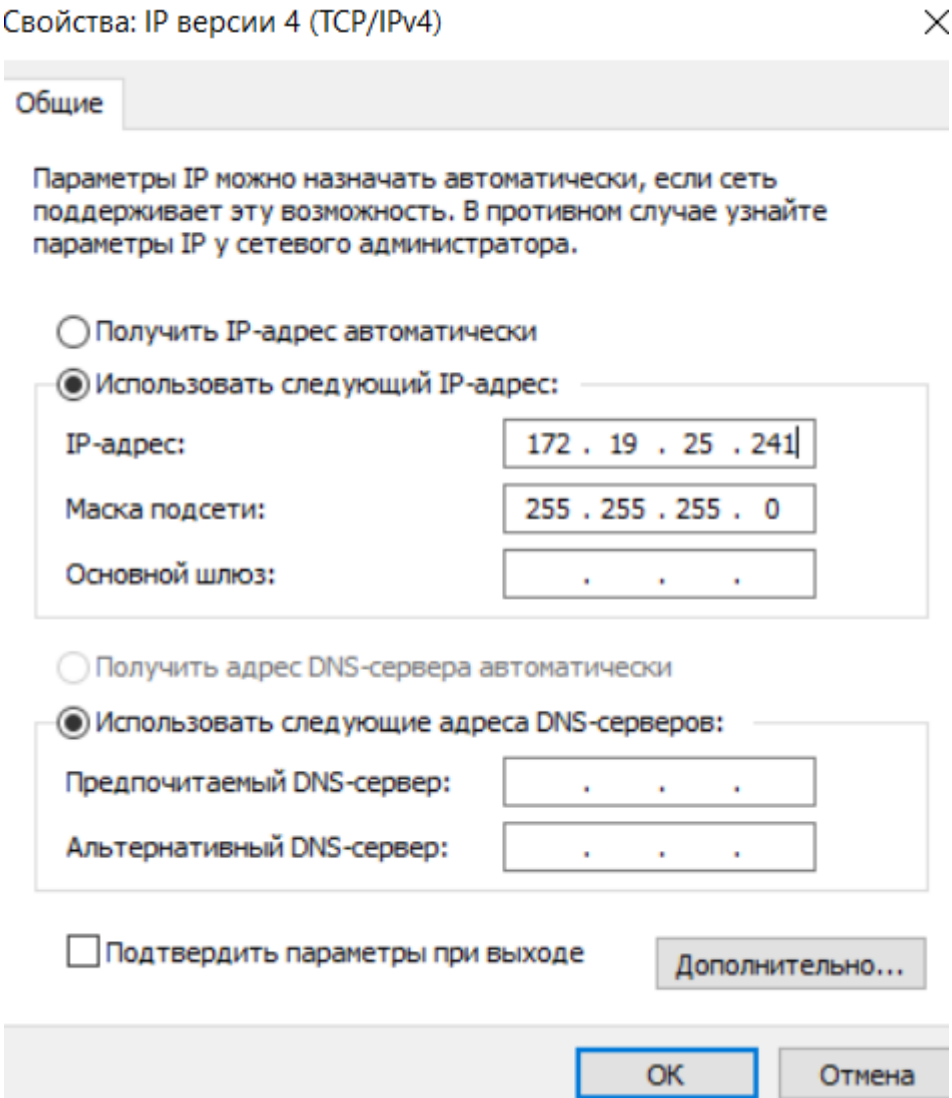 Свойства: IP версии 4 (TCP/IPv4)
Общие
Параметры IP можно назначать автоматически, если сеть
поддерживает эту возможность. В противном случае узнайте
параметры IP у сетевого администратора.
Получить IP-адрес автоматически
Использовать следующий IP-адрес:
IP-адрес: 172 . 19 . 25 . 241
Маска подсети: 255 . 255 . 255 . 0
Основной шлюз: . . .
Получить адрес DNS-сервера автоматически
Использовать следующие адреса DNS-серверов:
Предпочитаемый DNS-сервер: . . .
Альтернативный DNS-сервер: . . .
Подтвердить параметры при выходе
Дополнительно...
ОК Отмена